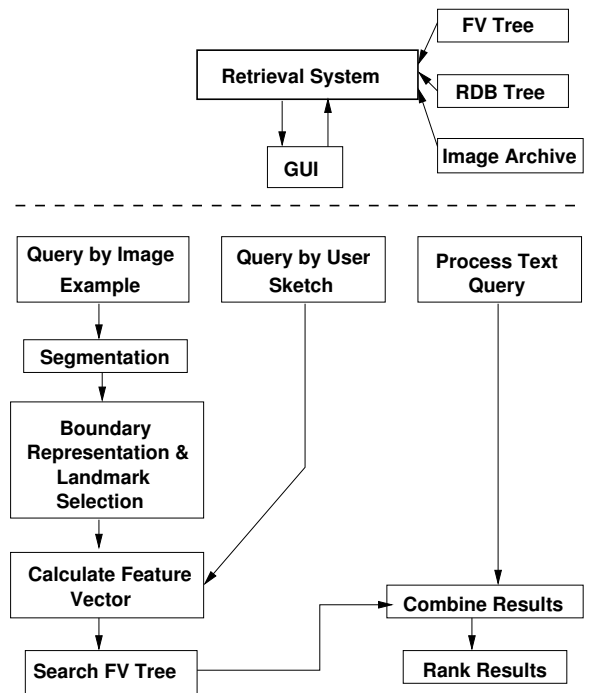 FV Tree
Retrieval System
RDB Tree
Image Archive
GUI
Query by Image
Example
Query by User
Sketch
Process Text
Query
Segmentation
Boundary
Representation &
Landmark
Selection
Calculate Feature
Vector
Combine Results
Search FV Tree
Rank Results